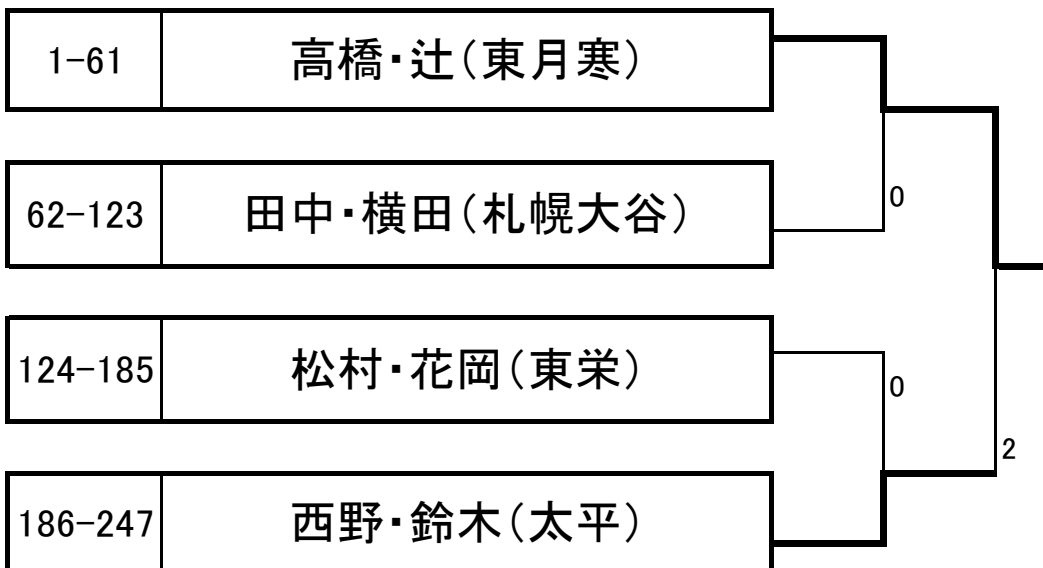 1-61 高橋・辻(東月寒)
62-123 田中・横田(札幌大谷)
0
124-185 松村・花岡(東栄)
0
2
186-247 西野・鈴木(太平)